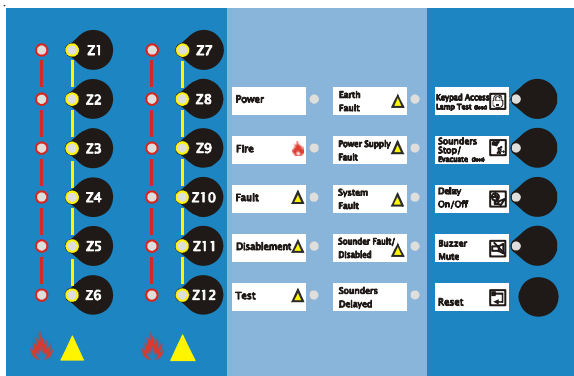 Z1
Z2
Z3
Z4
Z5
Z6
Z7
Z8
Z9
Z10
Z11
Z12
Power
Fire
Fault
Disablement
Test
Earth
Fault
Power Supply
Fault
System
Fault
Sounder Fault/
Disabled
Sounders
Delayed
Keypad Access
Lamp Test
Sounders
Stop/
Evacuate
Delay
On/Off
Buzzer
Mute
Reset